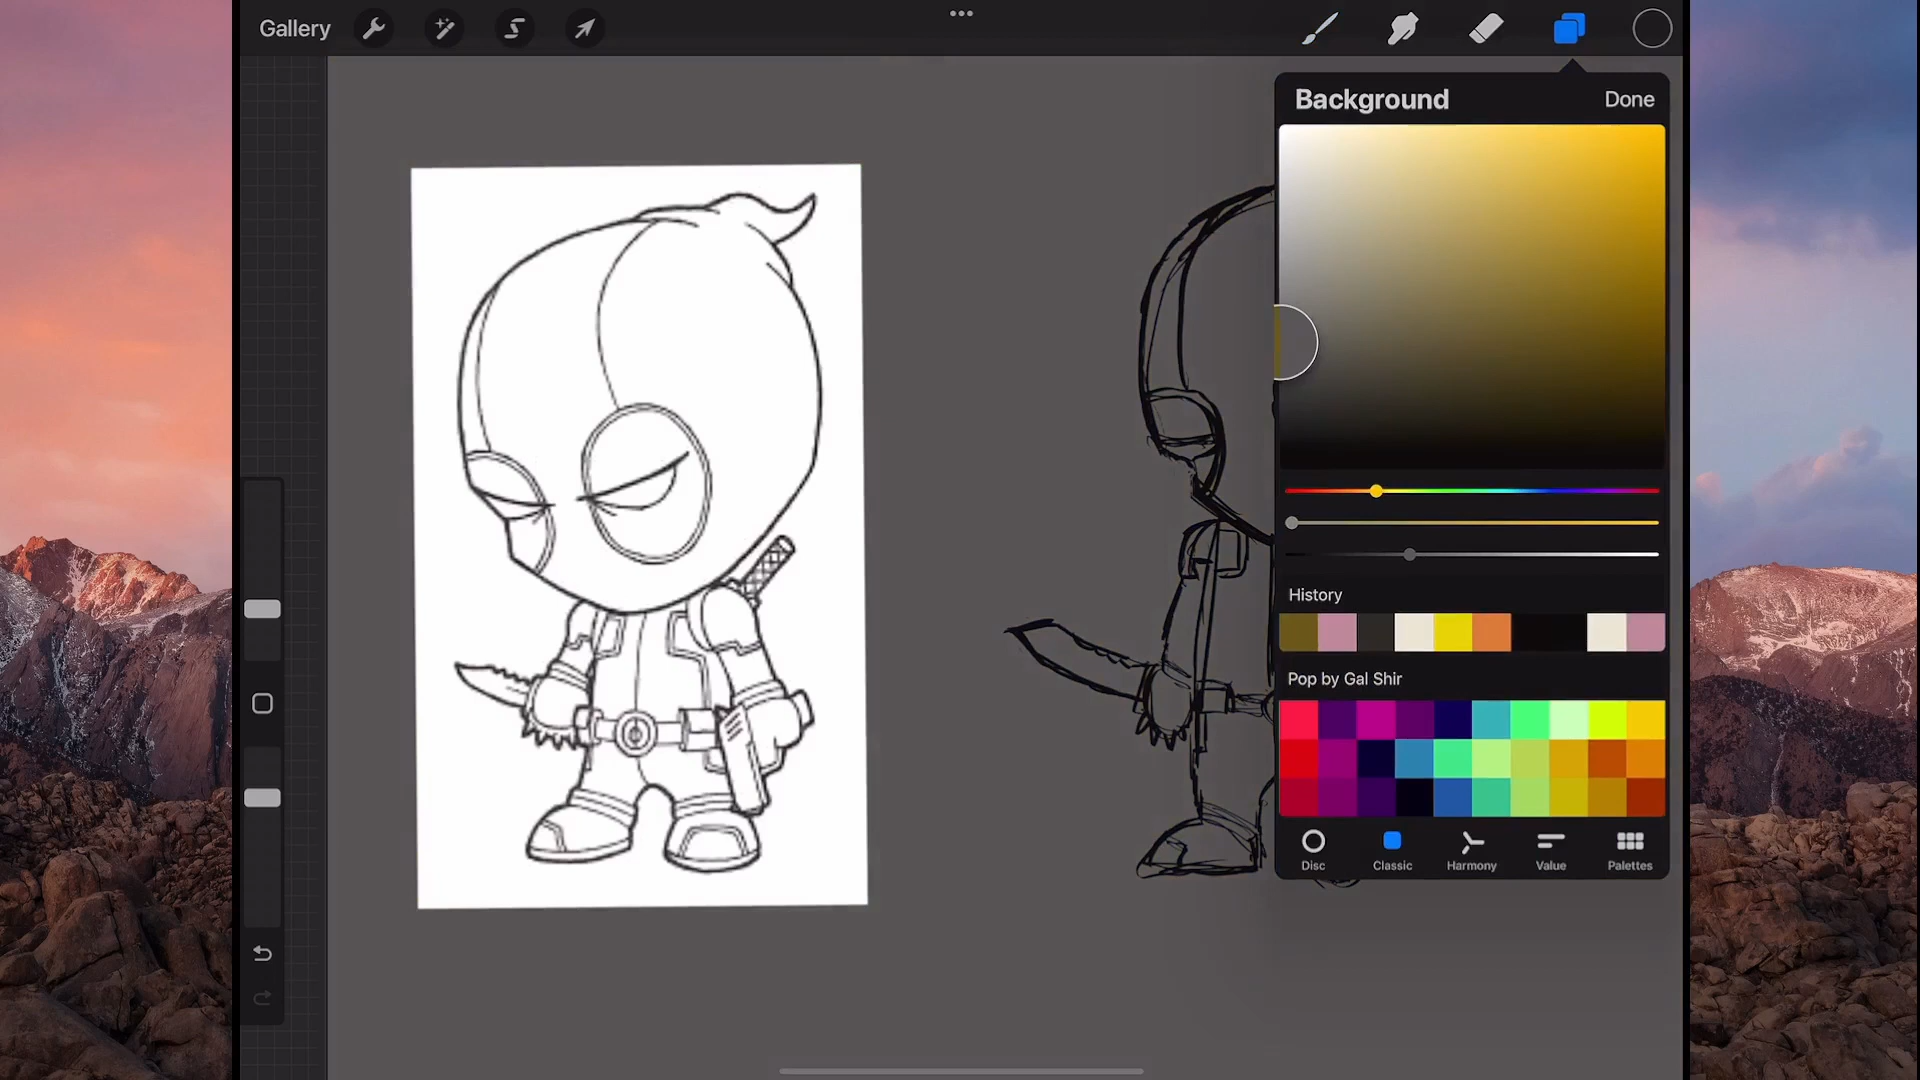 Gallery
Background
Done
History
Pop by Gal Shir
Disc
Classic
Harmony
Value
Palettes